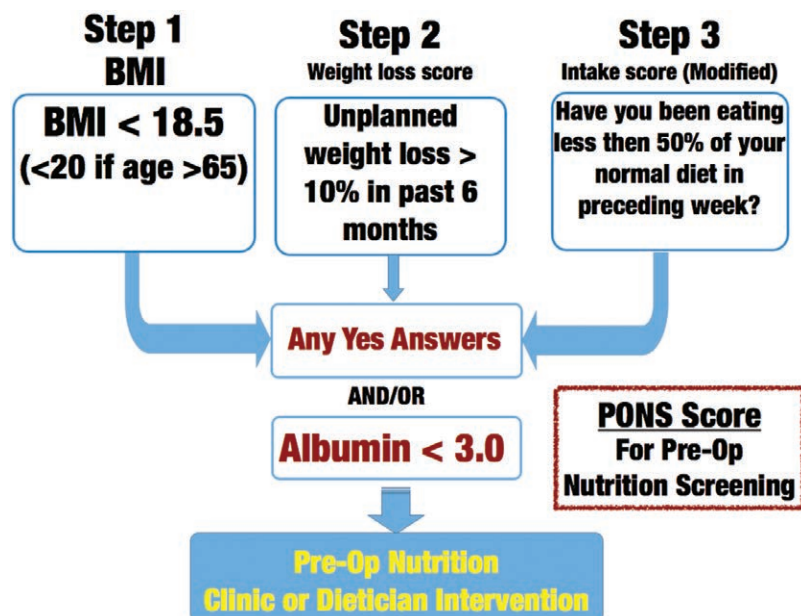 Step 1
BMI
BMI < 18.5
(<20 if age >65)
Step 2
Weight loss score
Unplanned
weight loss >
10% in past 6
months
Step 3
Intake score (Modified)
Have you been eating
less then 50% of your
normal diet in
preceding week?
Any Yes Answers
AND/OR
Albumin < 3.0
PONS Score
For Pre-Op
Nutrition Screening
Pre-Op Nutrition
Clinic or Dietician Intervention